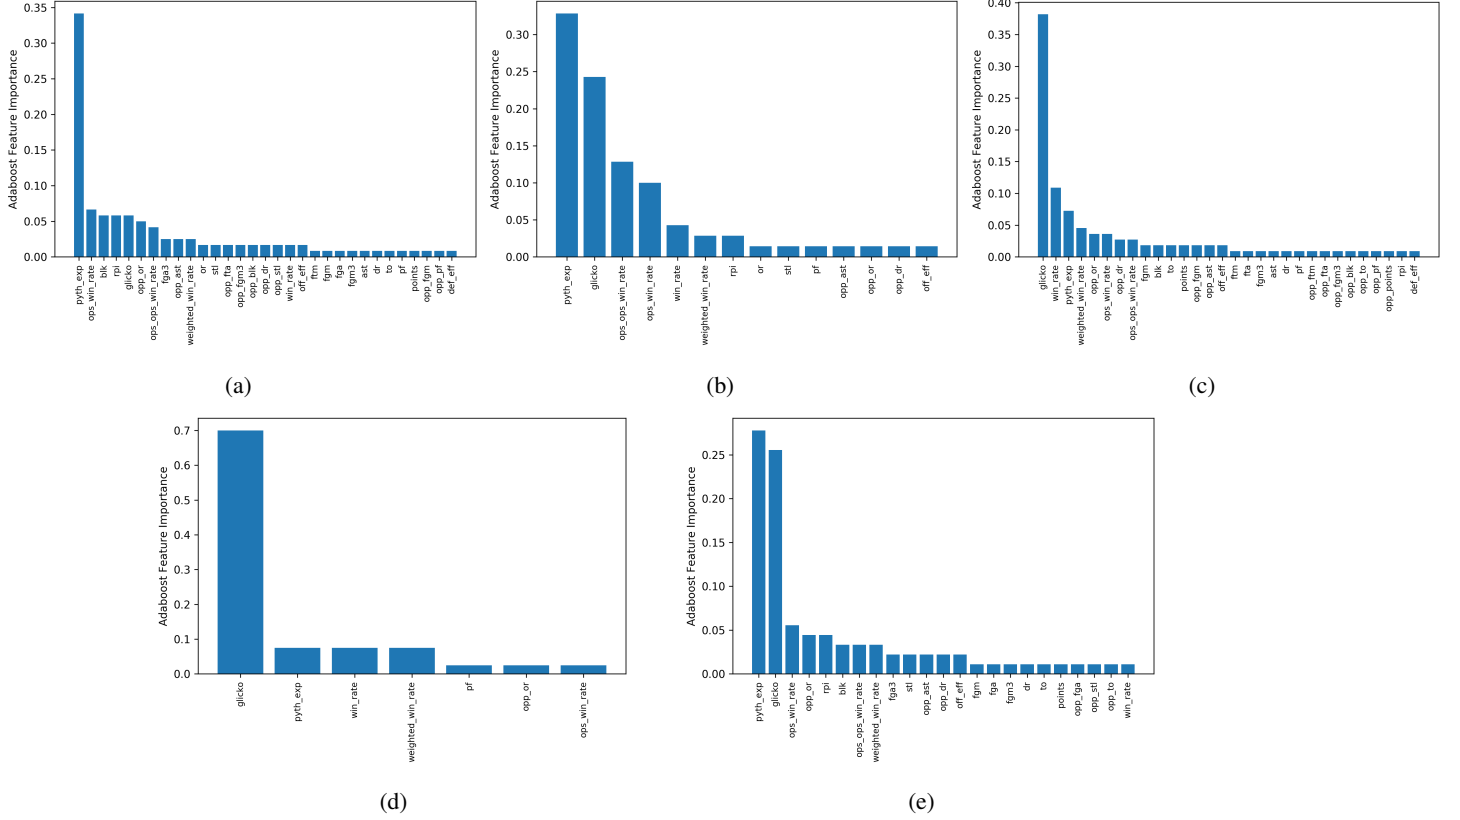 Adaboost Feature Importance
0.35
0.30
0.25
0.20
0.15
0.10
0.05
0.00
pyth_exp
ops_win_rate
blk
rpi
glicko
opp_or
ops_ops_win_rate
fga3
opp_ast
weighted_win_rate
or
stl
opp_fta
opp_fgm3
opp_blk
opp_dr
opp_stl
win_rate
off_eff
ftm
fgm
fga
fgm3
ast
dr
to
pf
points
opp_fgm
opp_pf
def_eff
(a)
Adaboost Feature Importance
0.30
0.25
0.20
0.15
0.10
0.05
0.00
pyth_exp
glicko
ops_ops_win_rate
ops_win_rate
win_rate
weighted_win_rate
rpi
or
stl
pf
opp_ast
opp_or
opp_dr
off_eff
(b)
Adaboost Feature Importance
0.40
0.35
0.30
0.25
0.20
0.15
0.10
0.05
0.00
glicko
win_rate
pyth_exp
weighted_win_rate
opp_or
ops_win_rate
opp_dr
ops_ops_win_rate
fgm
blk
to
points
opp_fgm
opp_ast
off_eff
ftm
fta
fgm3
ast
dr
pf
opp_ftm
opp_fta
opp_fgm3
opp_blk
opp_to
opp_pf
opp_points
rpi
def_eff
(c)
Adaboost Feature Importance
0.7
0.6
0.5
0.4
0.3
0.2
0.1
0.0
glicko
pyth_exp
win_rate
weighted_win_rate
pf
opp_or
ops_win_rate
(d)
Adaboost Feature Importance
0.25
0.20
0.15
0.10
0.05
0.00
pyth_exp
glicko
ops_win_rate
opp_or
rpi
blk
ops_ops_win_rate
weighted_win_rate
fga3
stl
opp_ast
opp_dr
off_eff
fgm
fga
fgm3
dr
to
points
opp_fga
opp_stl
opp_to
win_rate
(e)